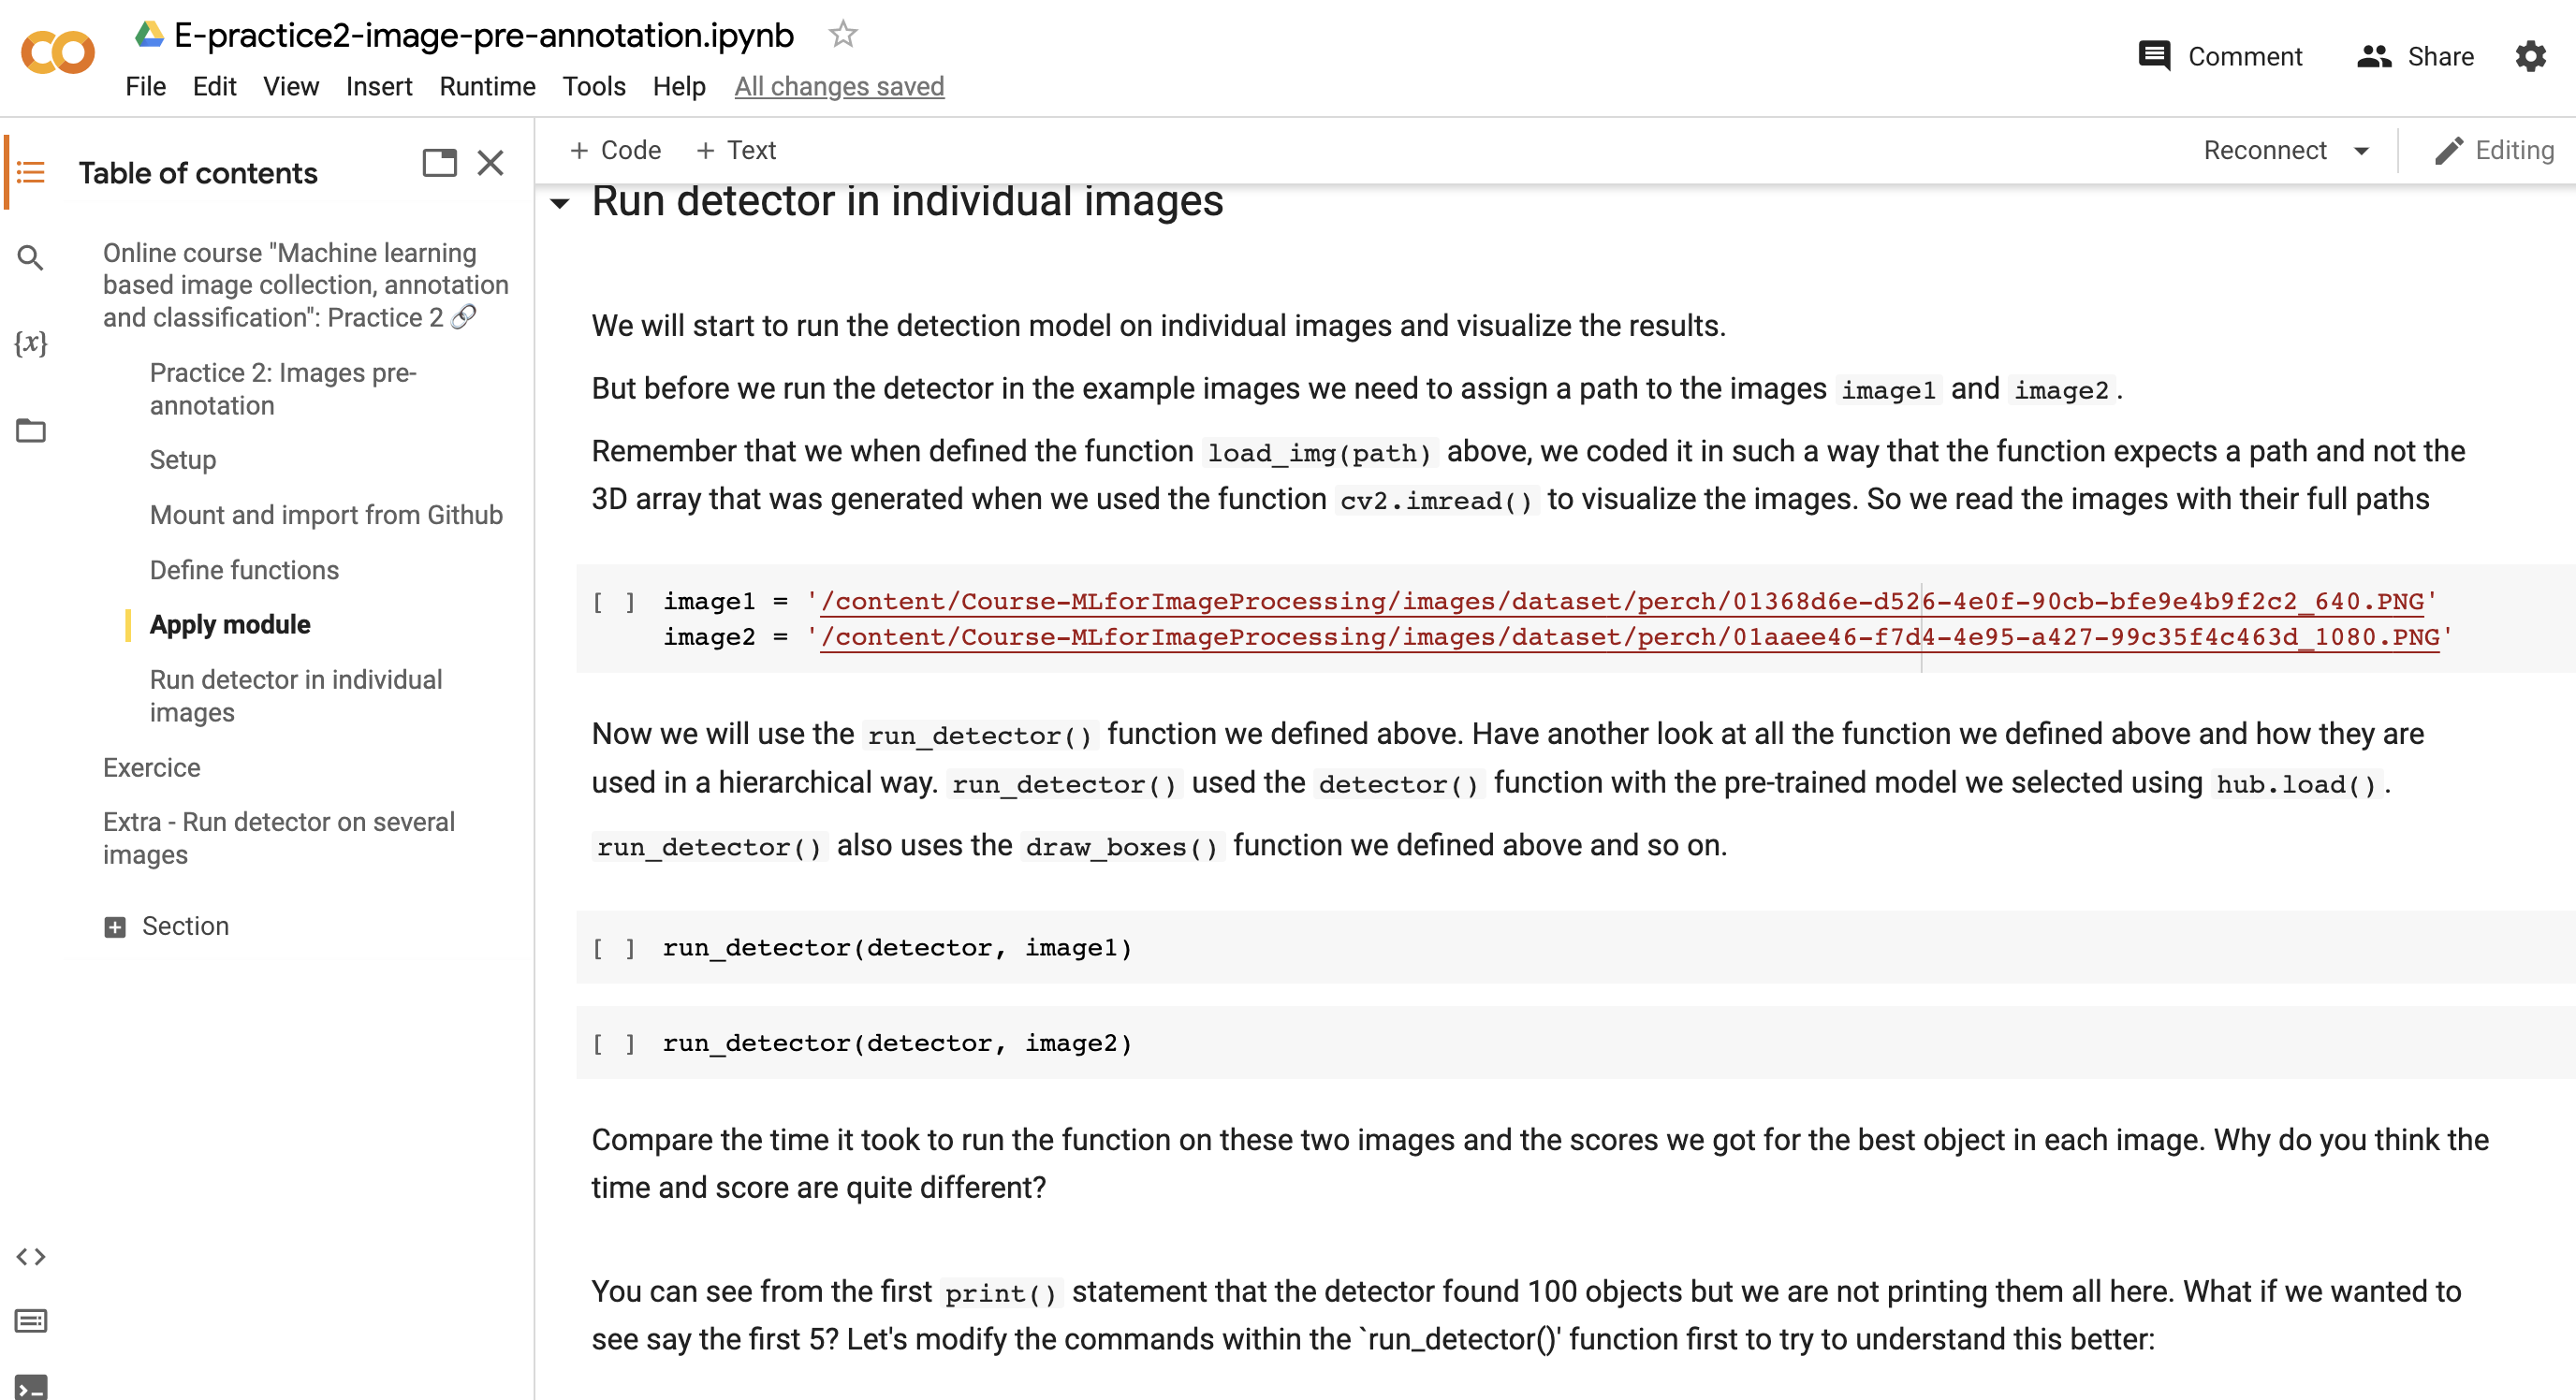 E-practice2-image-pre-annotation.ipynb
File Edit View Insert Runtime Tools Help All changes saved
Comment Share
Table of contents
Online course "Machine learning
based image collection, annotation
and classification": Practice 2 🔗
Practice 2: Images pre-
annotation
Setup
Mount and import from Github
Define functions
Apply module
Run detector in individual
images
Exercice
Extra - Run detector on several
images
Section
{x}
+ Code + Text
Reconnect Editing
Run detector in individual images
We will start to run the detection model on individual images and visualize the results.
But before we run the detector in the example images we need to assign a path to the images image1 and image2.
Remember that we when defined the function load_img(path) above, we coded it in such a way that the function expects a path and not the
3D array that was generated when we used the function cv2.imread() to visualize the images. So we read the images with their full paths
[ ] image1 = '/content/Course-MLforImageProcessing/images/dataset/perch/01368d6e-d526-4e0f-90cb-bfe9e4b9f2c2_640.PNG'
image2 = '/content/Course-MLforImageProcessing/images/dataset/perch/01aaee46-f7d4-4e95-a427-99c35f4c463d_1080.PNG'
Now we will use the run_detector() function we defined above. Have another look at all the function we defined above and how they are
used in a hierarchical way. run_detector() used the detector() function with the pre-trained model we selected using hub.load().
run_detector() also uses the draw_boxes() function we defined above and so on.
[ ] run_detector(detector, image1)
[ ] run_detector(detector, image2)
Compare the time it took to run the function on these two images and the scores we got for the best object in each image. Why do you think the
time and score are quite different?
You can see from the first print() statement that the detector found 100 objects but we are not printing them all here. What if we wanted to
see say the first 5? Let's modify the commands within the `run_detector()' function first to try to understand this better: